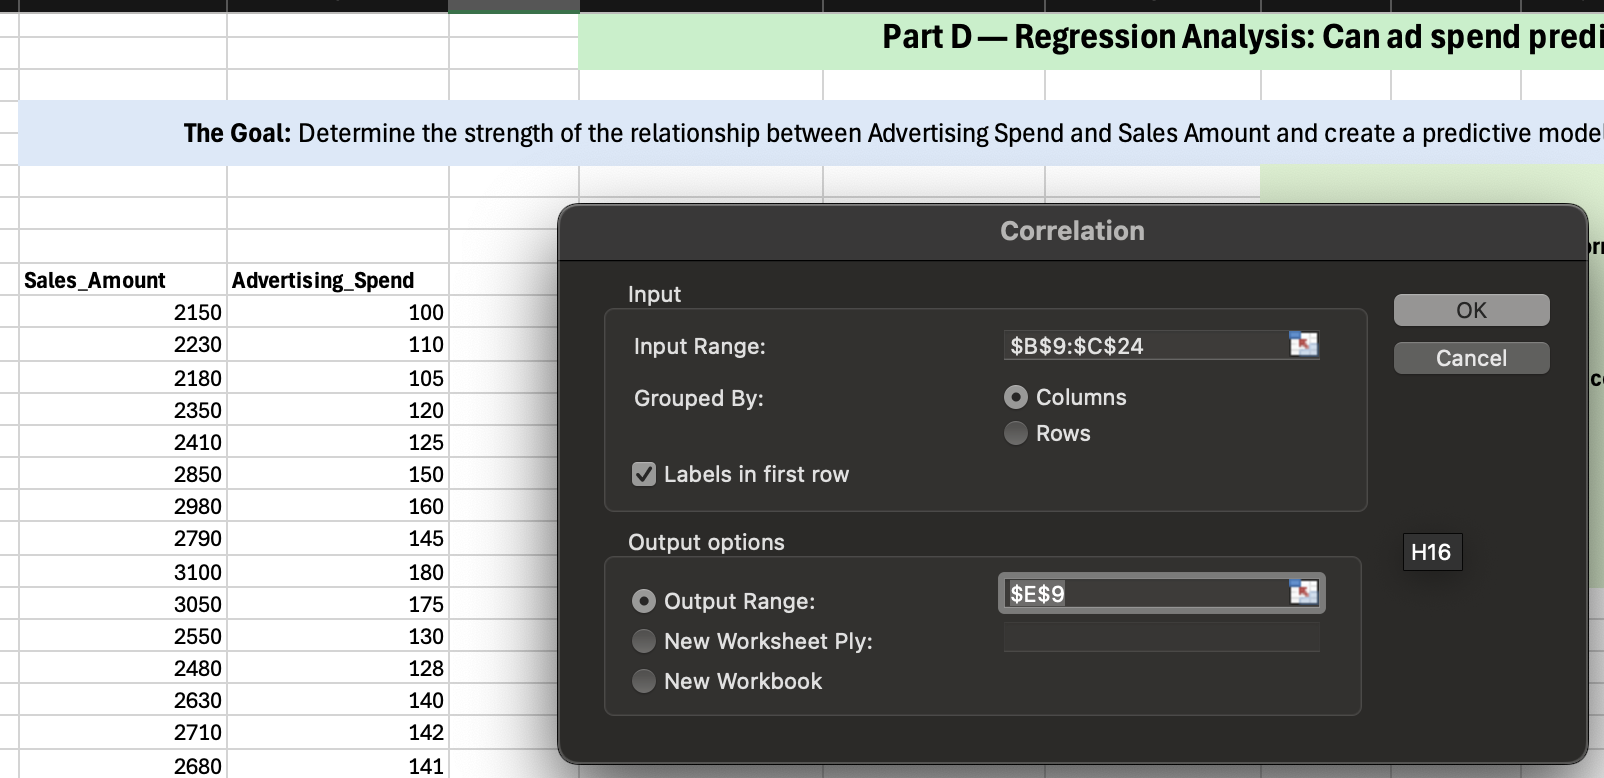 Part D — Regression Analysis: Can ad spend predi
The Goal: Determine the strength of the relationship between Advertising Spend and Sales Amount and create a predictive model
Correlation
Sales_Amount Advertising_Spend
2150 100
2230 110
2180 105
2350 120
2410 125
2850 150
2980 160
2790 145
3100 180
3050 175
2550 130
2480 128
2630 140
2710 142
2680 141
Input
Input Range: $B$9:$C$24
Grouped By: Columns
Rows
Labels in first row
OK
Cancel
Output options
Output Range: $E$9
New Worksheet Ply:
New Workbook
H16